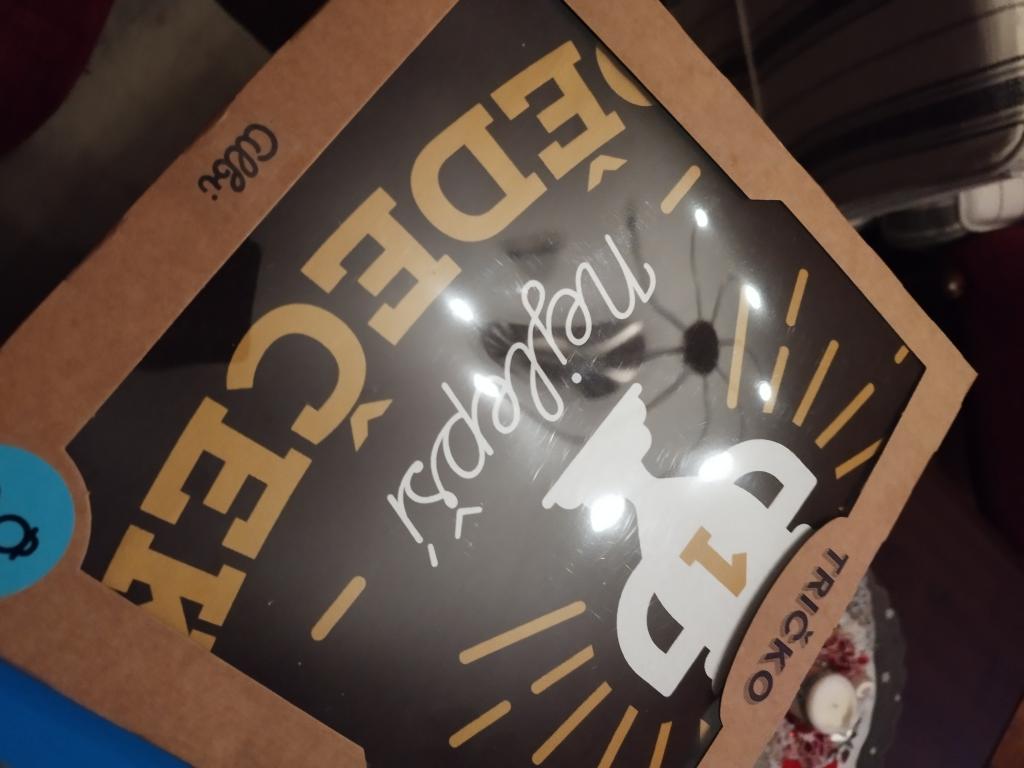 TRIČKO
1
nejlepší
DĚDEČEK
albi